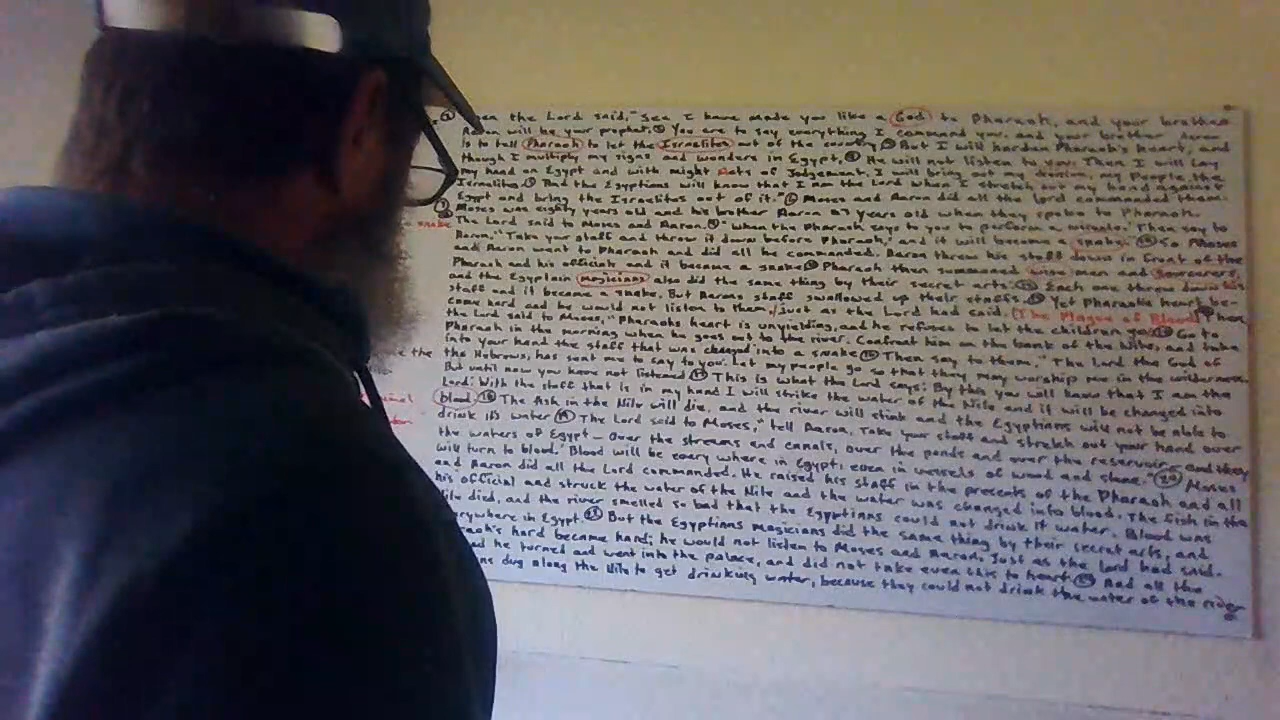 ① the Lord said, "See, I have made you like a God to Pharaoh, and your brother
Aaron will be your prophet. ② You are to say everything I command you, and your brother Aaron
is to tell Pharaoh to let the Israelites out of the country. ③ But I will harden Pharaoh's heart, and
though I multiply my signs and wonders in Egypt, ④ He will not listen to you. Then I will lay
my hand on Egypt and with might Acts of Judgement, I will bring out my my People the
Israelites. ⑤ And the Egyptians will know that I am the Lord when I stretch out my hand against
Egypt and bring the Israelites out of it." ⑥ Moses and Aaron did all the lord commanded them.
⑦ Moses was eighty years old and his brother Aaron 83 years old when they spoke to Pharaoh.
⑧ The Lord said to Moses and Aaron, ⑨ "When the Pharaoh says to you to perform a miracle,' Then say to
snake Aaron, "Take your staff and throw it down before Pharaoh,' and it will become a snake. ⑩ So Moses
and Aaron went to Pharaoh and did all he commanded. Aaron threw his staff down in front of the
Pharaoh and his officials and it became a snake. ⑪ Pharaoh then summoned wise men and Sourcerers,
and the Egyptain magicians also did the same thing by their secret arts. ⑫ Each one threw down his
staff and it became a snake. But Aarons staff swallowed up their staffs. ⑬ Yet Pharaohs heart be-
came hard and he would not listen to them, Just as the Lord had said. (The Plague of Blood) Then
the Lord said to Moses, "Pharaohs heart is unyielding, and he refuses to let the children go. ⑮ Go to
Pharaoh in the morning when he goes out to the river. Confront him on the bank of the Nile, and take
into your hand the staff that was changed into a snake. ⑯ Then say to them, "The Lord the God of
the the Hebrews, has sent me to say to you. Let my people go so that they may worship me in the wilderness.
But until now you have not listened. ⑰ This is what the Lord says: By this you will know that I am the
Lord: With the staff that is in my hand I will strike the water of the Nile and it will be changed into
blood. ⑱ The fish in the Nile will die, and the river will stink and the Egyptians will not be able to
drink its water. ⑲ The Lord said to Moses, "tell Aaron, Take your staff and stretch out your hand over
the waters of Egypt - Over the streams and canals, over the ponds and over the reservoir - and they
will turn to blood.' Blood will be every where in Egypt, even in vessels of wood and stone." ⑳ Moses
and Aaron did all the Lord commanded. He raised his staff in the presents of the Pharaoh and all
his official and struck the water of the Nile and the water was changed into blood. The fish in the
Nile died, and the river smelled so bad that the Egyptians could not drink it water. Blood was
everywhere in Egypt. ㉒ But the Egyptians magicians did the same thing by their secret arts, and
hard became hard; he would not listen to Moses and Aaron, Just as the lord had said.
he turned and went into the palace, and did not take even this to heart. ㉔ And all the
dug along the Nile to get drinking water, because they could not drink the water of the river